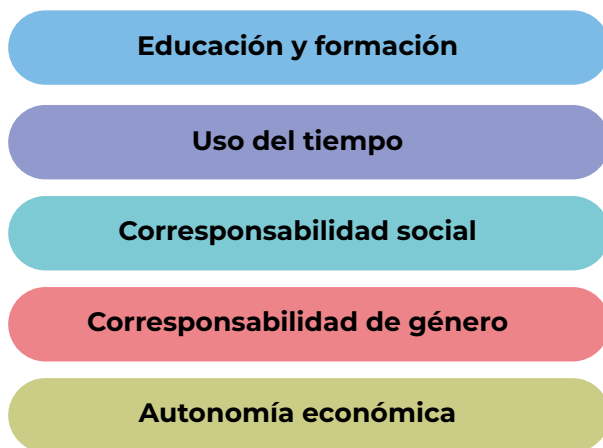 Educación y formación
Uso del tiempo
Corresponsabilidad social
Corresponsabilidad de género
Autonomía económica